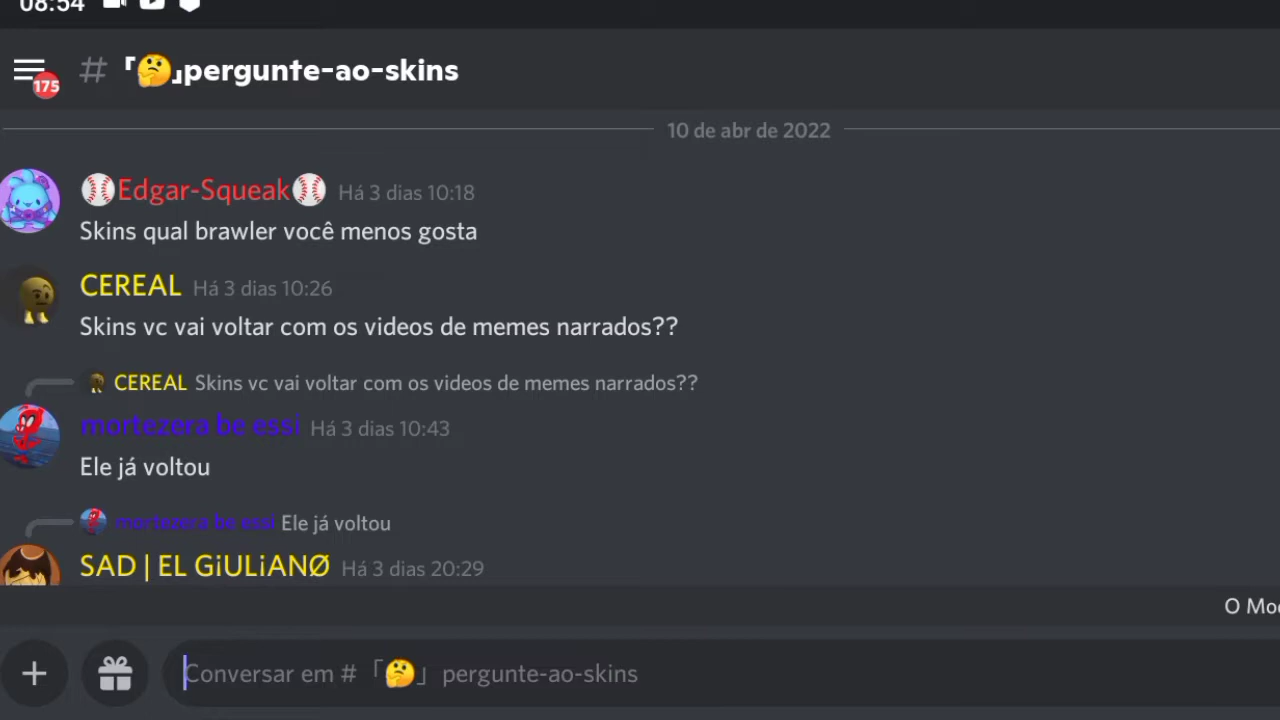 08:54
175
# 「🤔」pergunte-ao-skins
10 de abr de 2022
⚾Edgar-Squeak⚾ Há 3 dias 10:18
Skins qual brawler você menos gosta
CEREAL Há 3 dias 10:26
Skins vc vai voltar com os videos de memes narrados??
CEREAL Skins vc vai voltar com os videos de memes narrados??
mortezera be essi Há 3 dias 10:43
Ele já voltou
mortezera be essi Ele já voltou
SAD | EL GiULiANØ Há 3 dias 20:29
O
Conversar em # 「🤔」 pergunte-ao-skins